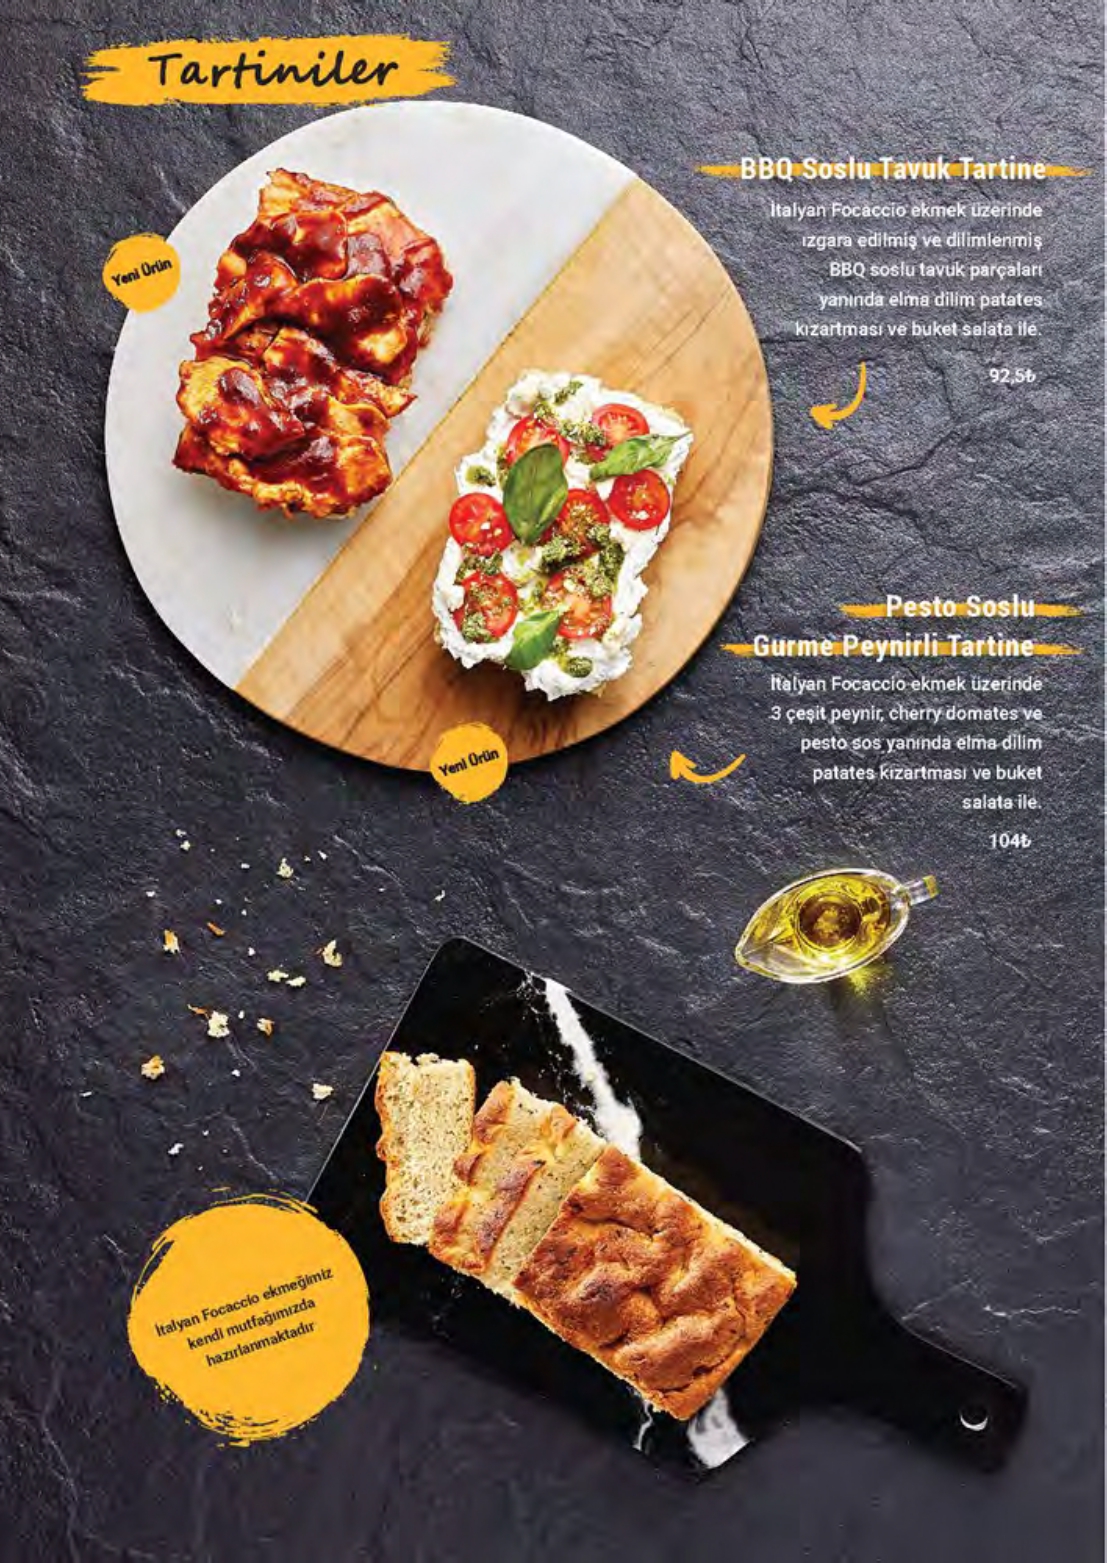 Tartiniler
BBQ Soslu Tavuk Tartine
İtalyan Focaccio ekmek üzerinde
ızgara edilmiş ve dilimlenmiş
BBQ soslu tavuk parçaları
yanında elma dilim patates
kızartması ve buket salata ile.
92,5₺
Yeni Ürün
Pesto Soslu
Gurme Peynirli Tartine
İtalyan Focaccio ekmek üzerinde
3 çeşit peynir, cherry domates ve
pesto sos yanında elma dilim
patates kızartması ve buket
salata ile.
104₺
Yeni Ürün
İtalyan Focaccio ekmeğimiz
kendi mutfağımızda
hazırlanmaktadır